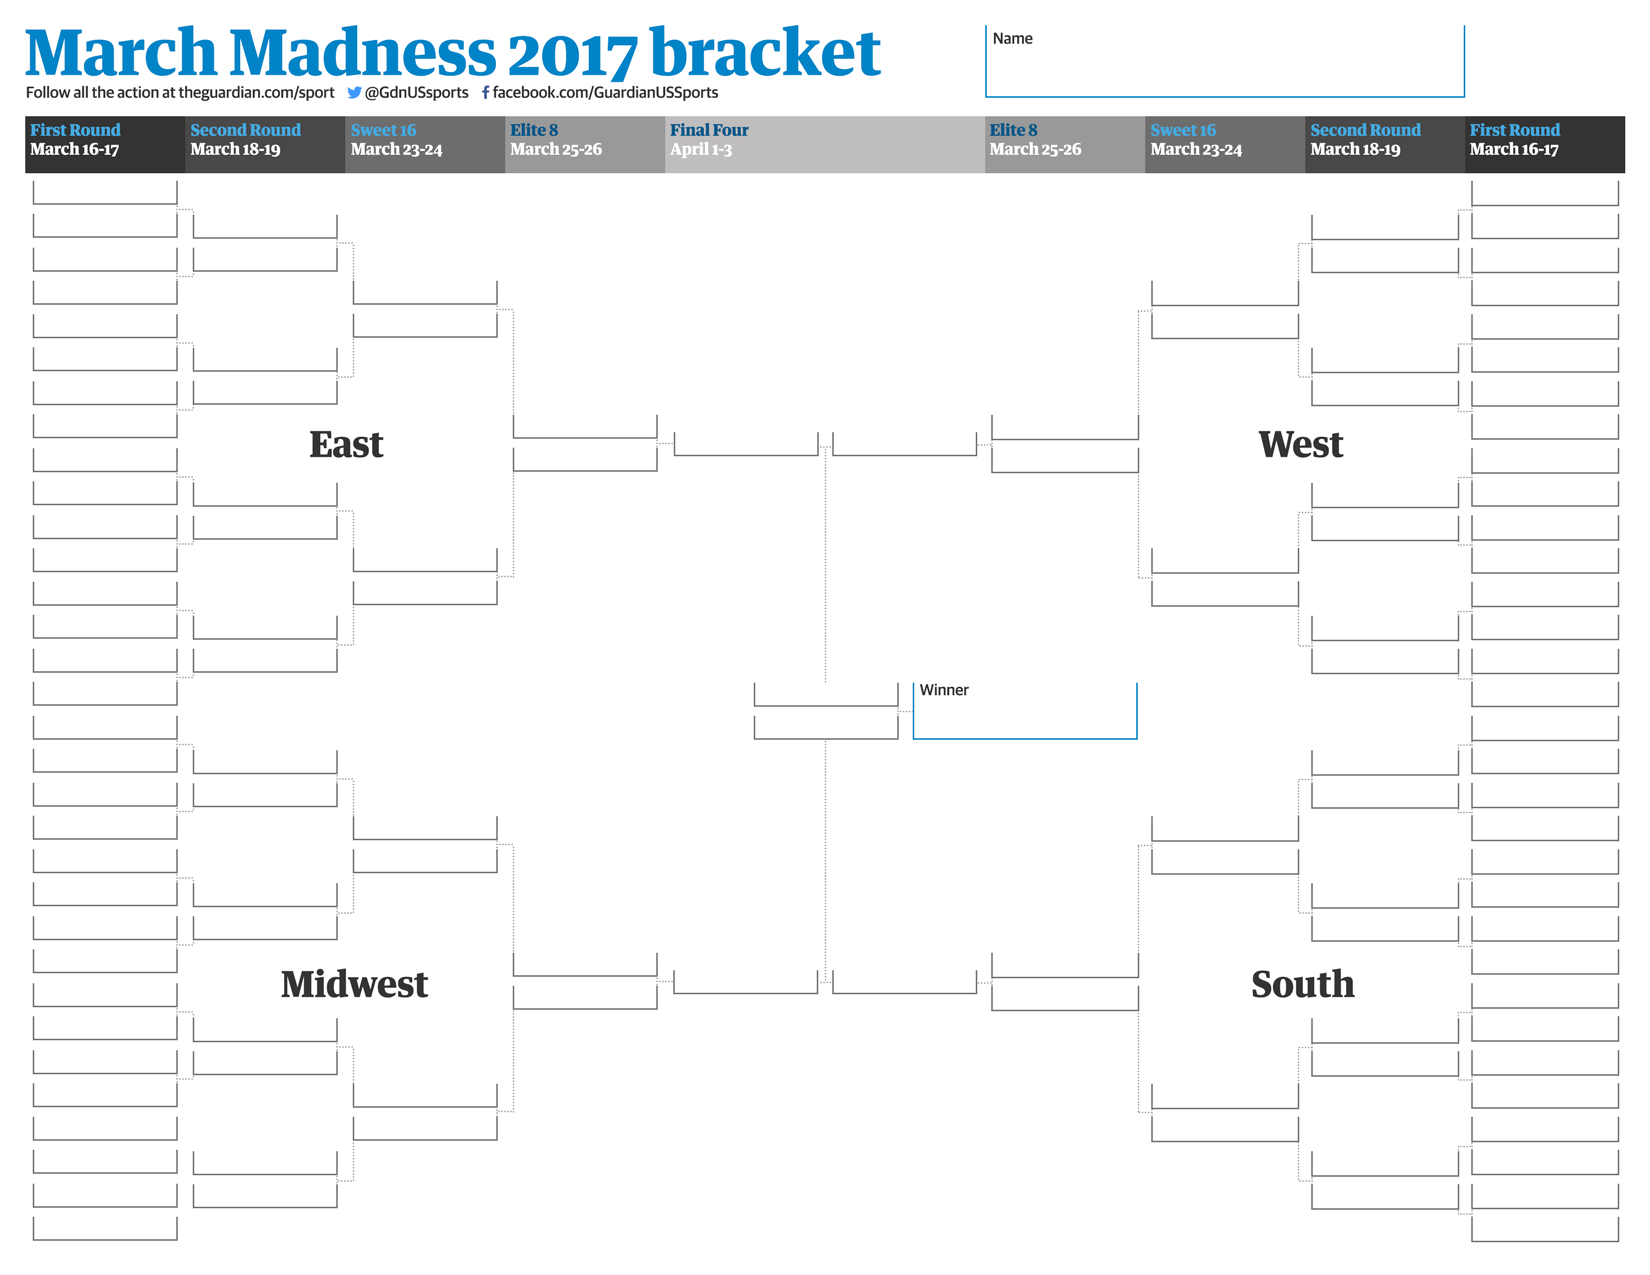 March Madness 2017 bracket
Name
Follow all the action at theguardian.com/sport @GdnUSsports facebook.com/GuardianUSSports
First Round Second Round Sweet 16 Elite 8 Final Four Elite 8 Sweet 16 Second Round First Round
March 16-17 March 18-19 March 23-24 March 25-26 April 1-3 March 25-26 March 23-24 March 18-19 March 16-17
East West
Winner
Midwest South